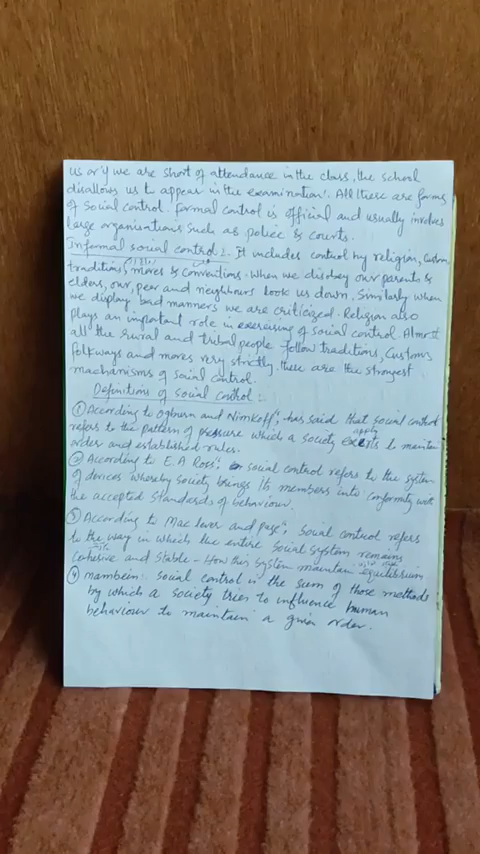 us or if we are short of attendance in the class, the school
disallows us to appear in the examination. All these are forms
of Social control. Formal control is official and usually involves
large organisations such as police & courts.
Informal social control: It includes control by religion, custom
traditions, mores & conventions. When we disobey our parents &
elders, our, peer and neighbours look us down. Similarly when
we display bad manners we are criticized. Religion also
plays an important role in exercising of social control. Almost
all the rural and tribal people follow traditions, customs,
folkways and mores very strictly. these are the strongest
mechanisms of social control.
Definitions of social control:
① According to Ogburn and Nimkoff", has said that social control
refers to the pattern of pressure which a society exerts to maintain
apply
order and established rules.
② According to E. A Ross", social control refers to the system
of devices whereby society brings its members into conformity with
the accepted standards of behaviour.
③ According to Mac Iver and page", Social control refers
to the way in which the entire social system remains
cohesive and stable - How this system maintain equilibrium
④ mambein: social control is the sum of those methods
by which a society tries to influence human
behaviour to maintain a given order.